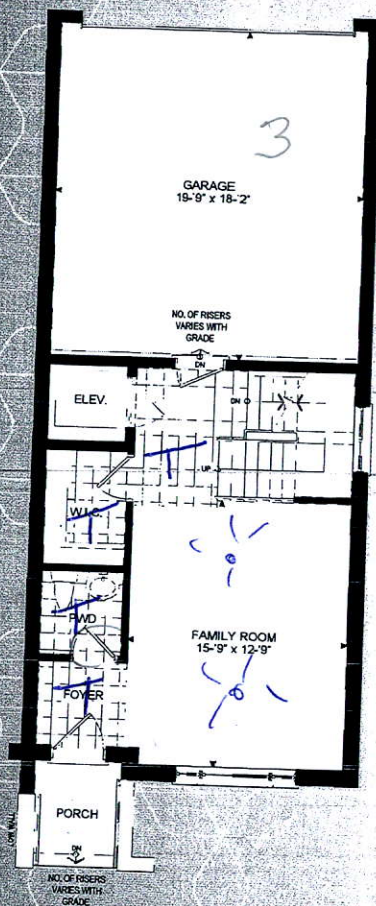 3
GARAGE
19'-9" x 18'-2"
NO. OF RISERS
VARIES WITH
GRADE
DN
ELEV.
DN
UP
W.I.C.
T
T
PWD
T
FAMILY ROOM
15'-9" x 12'-9"
FOYER
T
PORCH
DN
NO. OF RISERS
VARIES WITH
GRADE